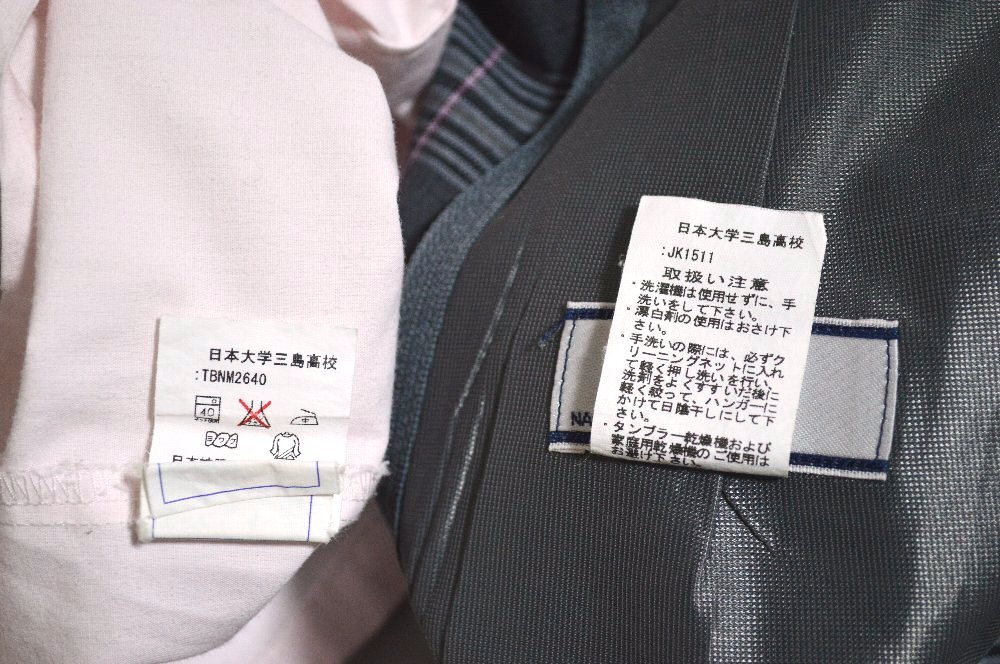 日本大学三島高校
:TBNM2640
40
日本大学三島高校
:JK1511
取扱い注意
・洗濯機は使用せずに、手
洗いをして下さい。
・漂白剤の使用はおさけ下
さい。
・手洗いの際には、必ずク
リーニングネットに入れ
て軽く押し洗いを行い、
洗剤をよくすすいだ後に
軽く絞って、ハンガーに
かけて日陰干しにして下
さい。
・タンブラー乾燥機および
家庭用乾燥機のご使用は
お避け下さい。
NA